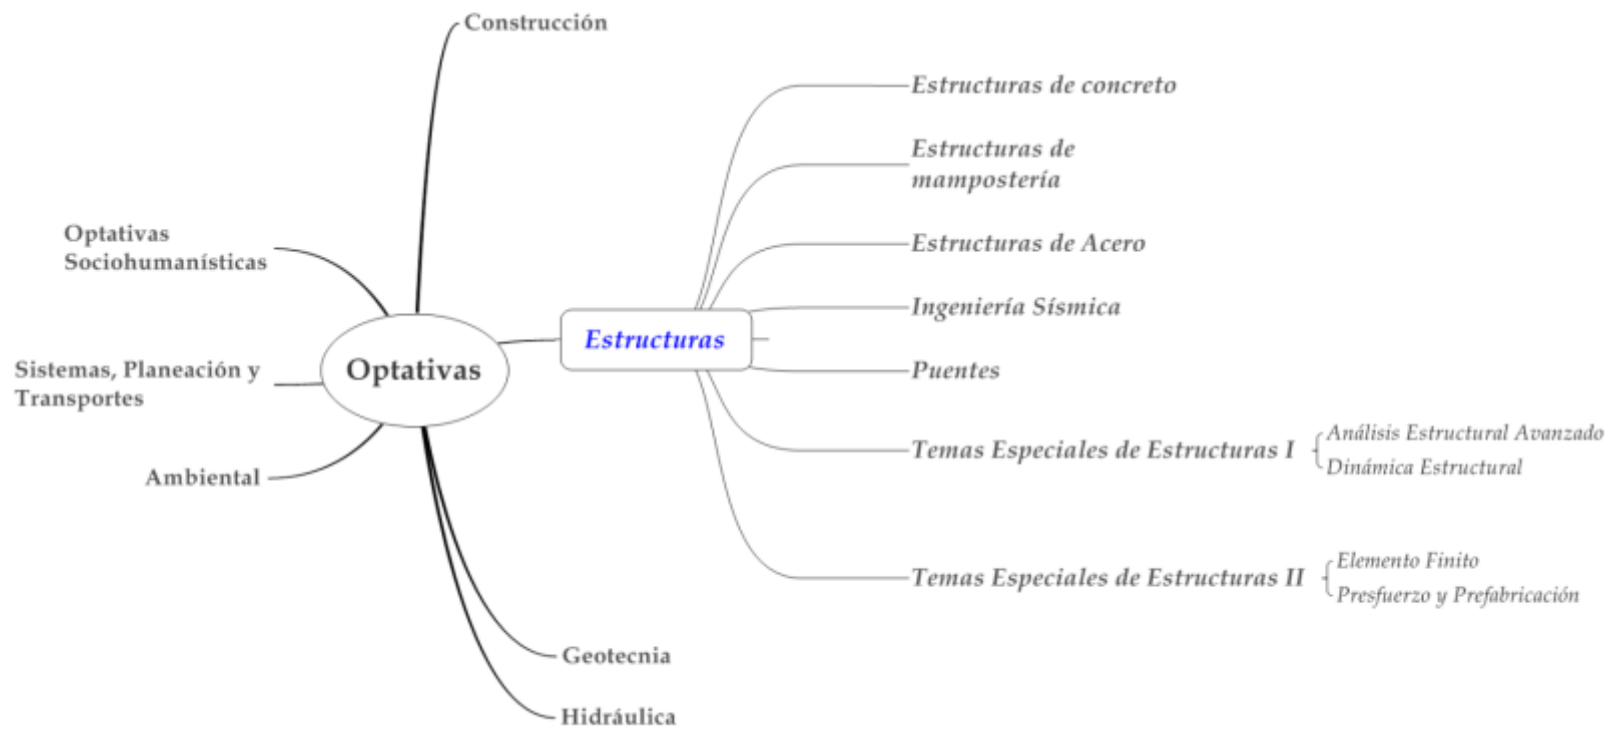 Construcción
Optativas
Sociohumanísticas
Sistemas, Planeación y
Transportes
Ambiental
Optativas
Estructuras
Estructuras de concreto
Estructuras de
mampostería
Estructuras de Acero
Ingeniería Sísmica
Puentes
Temas Especiales de Estructuras I
Análisis Estructural Avanzado
Dinámica Estructural
Temas Especiales de Estructuras II
Elemento Finito
Presfuerzo y Prefabricación
Geotecnia
Hidráulica